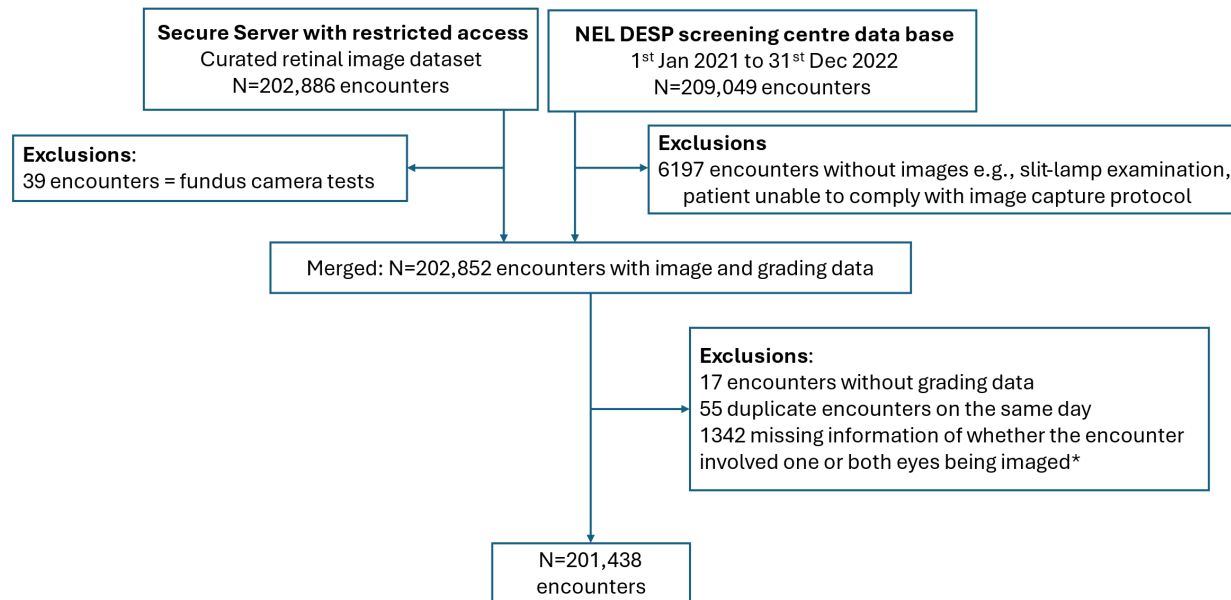 Secure Server with restricted access
Curated retinal image dataset
N=202,886 encounters
NEL DESP screening centre data base
1st Jan 2021 to 31st Dec 2022
N=209,049 encounters
Exclusions:
39 encounters = fundus camera tests
Exclusions
6197 encounters without images e.g., slit-lamp examination,
patient unable to comply with image capture protocol
Merged: N=202,852 encounters with image and grading data
Exclusions:
17 encounters without grading data
55 duplicate encounters on the same day
1342 missing information of whether the encounter
involved one or both eyes being imaged*
N=201,438
encounters